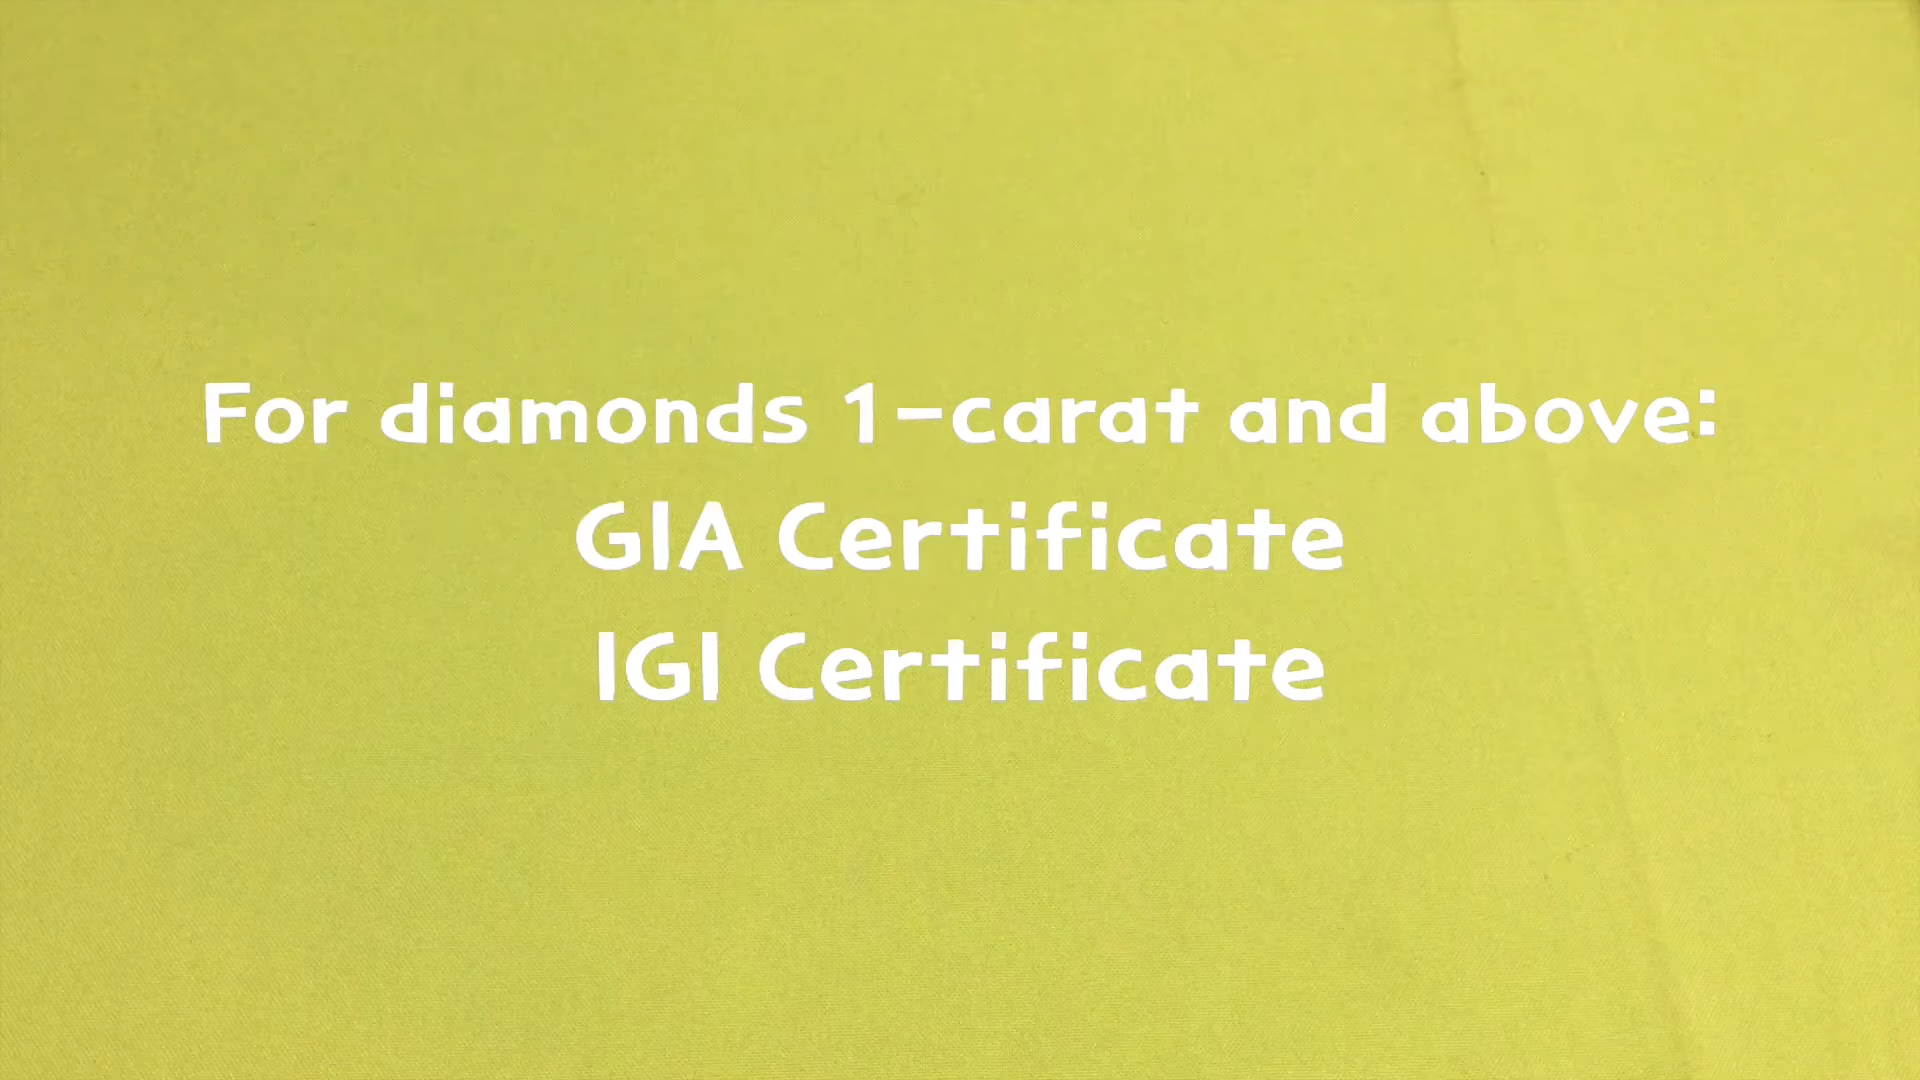 For diamonds 1-carat and above:
GIA Certificate
IGI Certificate